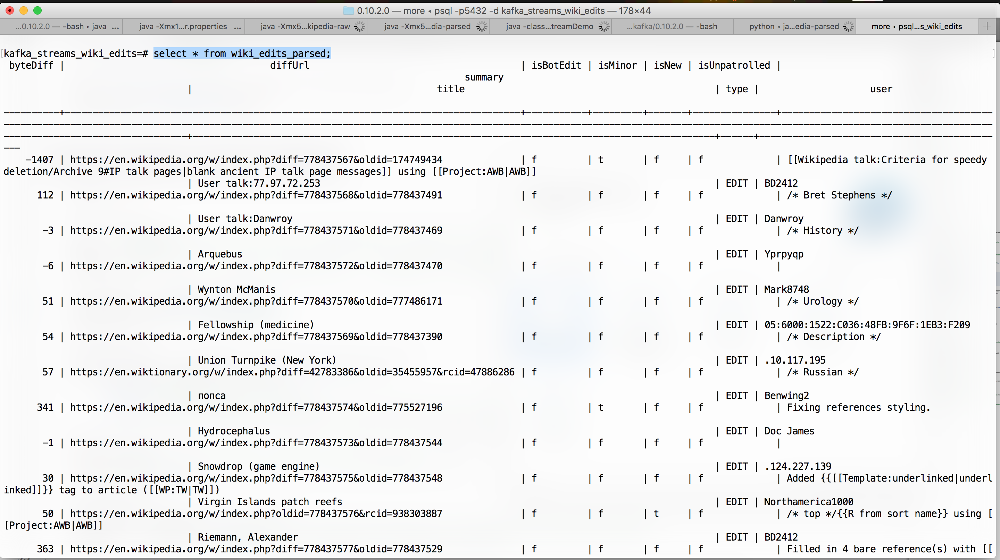 0.10.2.0 — more ◂ psql -p5432 -d kafka_streams_wiki_edits — 178×44
...0.10.2.0 — -bash ▸ java ... java -Xmx1...r.properties ... java -Xmx5...kipedia-raw java -Xmx5...dia-parsed java -class...treamDemo ...kafka/0.10.2.0 — -bash python ◂ ja...edia-parsed more ◂ psql...s_wiki_edits +
[kafka_streams_wiki_edits=# select * from wiki_edits_parsed; ]
byteDiff | diffUrl | isBotEdit | isMinor | isNew | isUnpatrolled |
summary
| title | type | user
----------+----------------------------------------------------------------------------------+-----------+---------+-------+---------------+--------------------------------------
----------------------------------------------------------------------------------------------------------------------------------------------------------------------------------
---------------------------------+----------------------------------------------------------------------------------------------+------+------------------------------------------
---
-1407 | https://en.wikipedia.org/w/index.php?diff=778437567&oldid=174749434 | f | t | f | f | [[Wikipedia talk:Criteria for speedy
deletion/Archive 9#IP talk pages|blank ancient IP talk page messages]] using [[Project:AWB|AWB]]
| User talk:77.97.72.253 | EDIT | BD2412
112 | https://en.wikipedia.org/w/index.php?diff=778437568&oldid=778437491 | f | f | f | f | /* Bret Stephens */
| User talk:Danwroy | EDIT | Danwroy
-3 | https://en.wikipedia.org/w/index.php?diff=778437571&oldid=778437469 | f | f | f | f | /* History */
| Arquebus | EDIT | Yprpyqp
-6 | https://en.wikipedia.org/w/index.php?diff=778437572&oldid=778437470 | f | f | f | f |
| Wynton McManis | EDIT | Mark8748
51 | https://en.wikipedia.org/w/index.php?diff=778437570&oldid=777486171 | f | f | f | f | /* Urology */
| Fellowship (medicine) | EDIT | 05:6000:1522:C036:48FB:9F6F:1EB3:F209
54 | https://en.wikipedia.org/w/index.php?diff=778437569&oldid=778437390 | f | f | f | f | /* Description */
| Union Turnpike (New York) | EDIT | .10.117.195
57 | https://en.wiktionary.org/w/index.php?diff=42783386&oldid=35455957&rcid=47886286 | f | f | f | f | /* Russian */
| попса | EDIT | Benwing2
341 | https://en.wikipedia.org/w/index.php?diff=778437574&oldid=775527196 | f | t | f | f | Fixing references styling.
| Hydrocephalus | EDIT | Doc James
-1 | https://en.wikipedia.org/w/index.php?diff=778437573&oldid=778437544 | f | f | f | f |
| Snowdrop (game engine) | EDIT | .124.227.139
30 | https://en.wikipedia.org/w/index.php?diff=778437575&oldid=778437548 | f | f | f | f | Added {{[[Template:underlinked|underl
inked]]}} tag to article ([[WP:TW|TW]])
| Virgin Islands patch reefs | EDIT | Northamerica1000
50 | https://en.wikipedia.org/w/index.php?oldid=778437576&rcid=938303887 | f | f | t | f | /* top */{{R from sort name}} using [
[Project:AWB|AWB]]
| Riemann, Alexander | EDIT | BD2412
363 | https://en.wikipedia.org/w/index.php?diff=778437577&oldid=778437529 | f | f | f | f | Filled in 4 bare reference(s) with [[